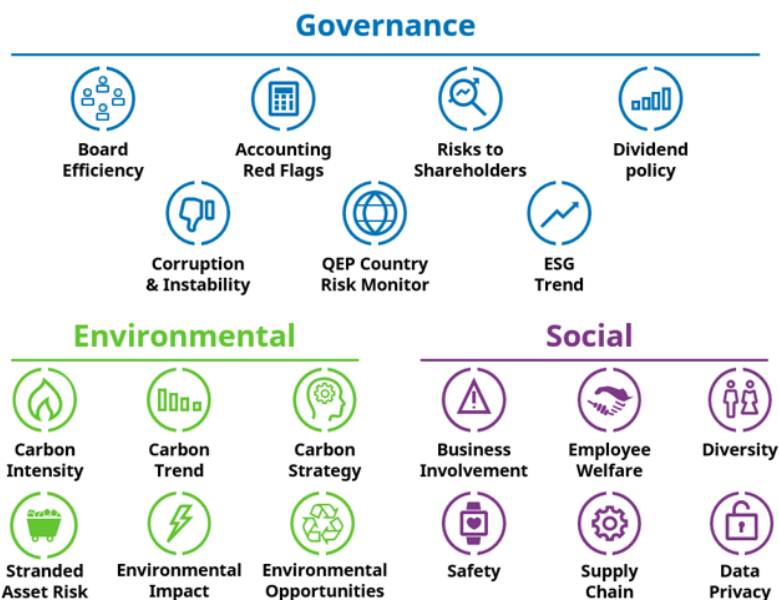 Governance
Board
Efficiency
Accounting
Red Flags
Risks to
Shareholders
Dividend
policy
Corruption
& Instability
QEP Country
Risk Monitor
ESG
Trend
Environmental
Carbon
Intensity
Carbon
Trend
Carbon
Strategy
Stranded
Asset Risk
Environmental
Impact
Environmental
Opportunities
Social
Business
Involvement
Employee
Welfare
Diversity
Safety
Supply
Chain
Data
Privacy